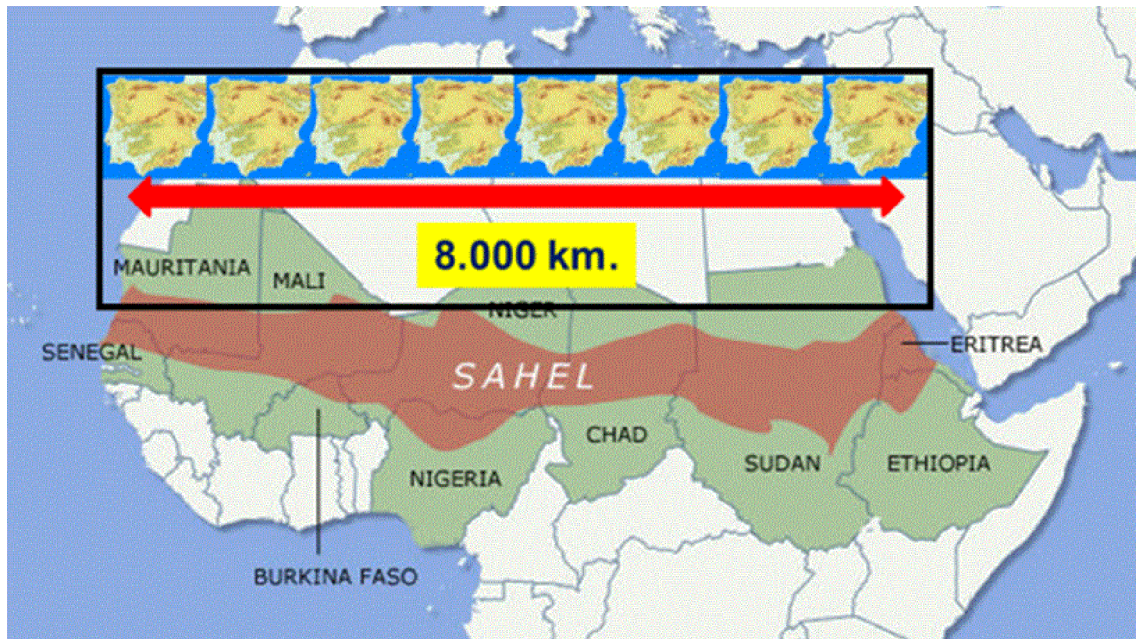 8.000 km.
MAURITANIA
MALI
NIGER
SENEGAL
ERITREA
SAHEL
CHAD
SUDAN
ETHIOPIA
NIGERIA
BURKINA FASO